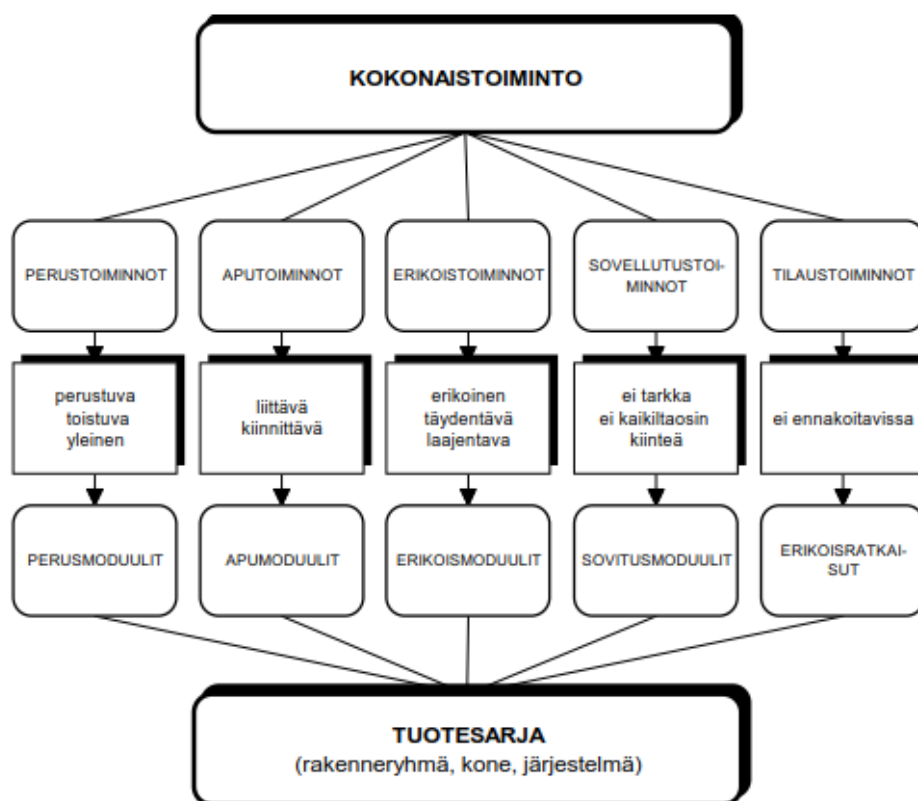 KOKONAISTOIMINTO
PERUSTOIMINNOT
APUTOIMINNOT
ERIKOISTOIMINNOT
SOVELLUTUSTOI-
MINNOT
TILAUSTOIMINNOT
perustuva
toistuva
yleinen
liittävä
kiinnittävä
erikoinen
täydentävä
laajentava
ei tarkka
ei kaikiltaosin
kiinteä
ei ennakoitavissa
PERUSMODUULIT
APUMODUULIT
ERIKOISMODUULIT
SOVITUSMODUULIT
ERIKOISRATKAI-
SUT
TUOTESARJA
(rakenneryhmä, kone, järjestelmä)